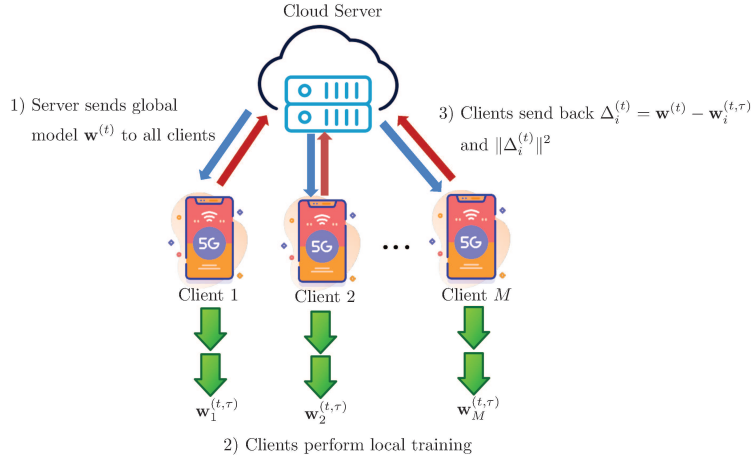 Cloud Server
1) Server sends global
model w^(t) to all clients
3) Clients send back Δ_i^(t) = w^(t) − w_i^(t,τ)
and ‖Δ_i^(t)‖²
5G
5G
5G
...
Client 1
Client 2
Client M
w_1^(t,τ)
w_2^(t,τ)
w_M^(t,τ)
2) Clients perform local training